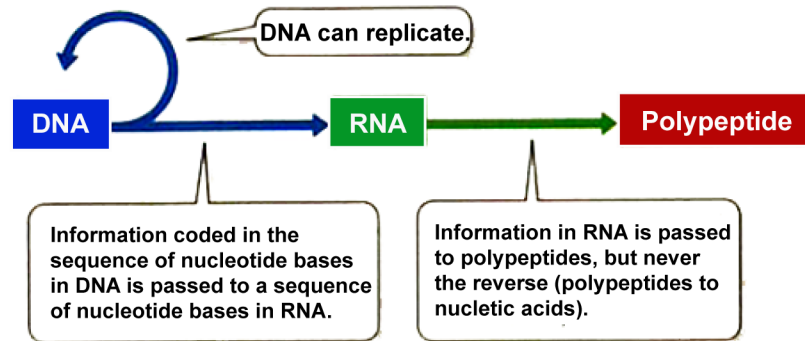 DNA can replicate.
DNA
RNA
Polypeptide
Information coded in the
sequence of nucleotide bases
in DNA is passed to a sequence
of nucleotide bases in RNA.
Information in RNA is passed
to polypeptides, but never
the reverse (polypeptides to
nucletic acids).